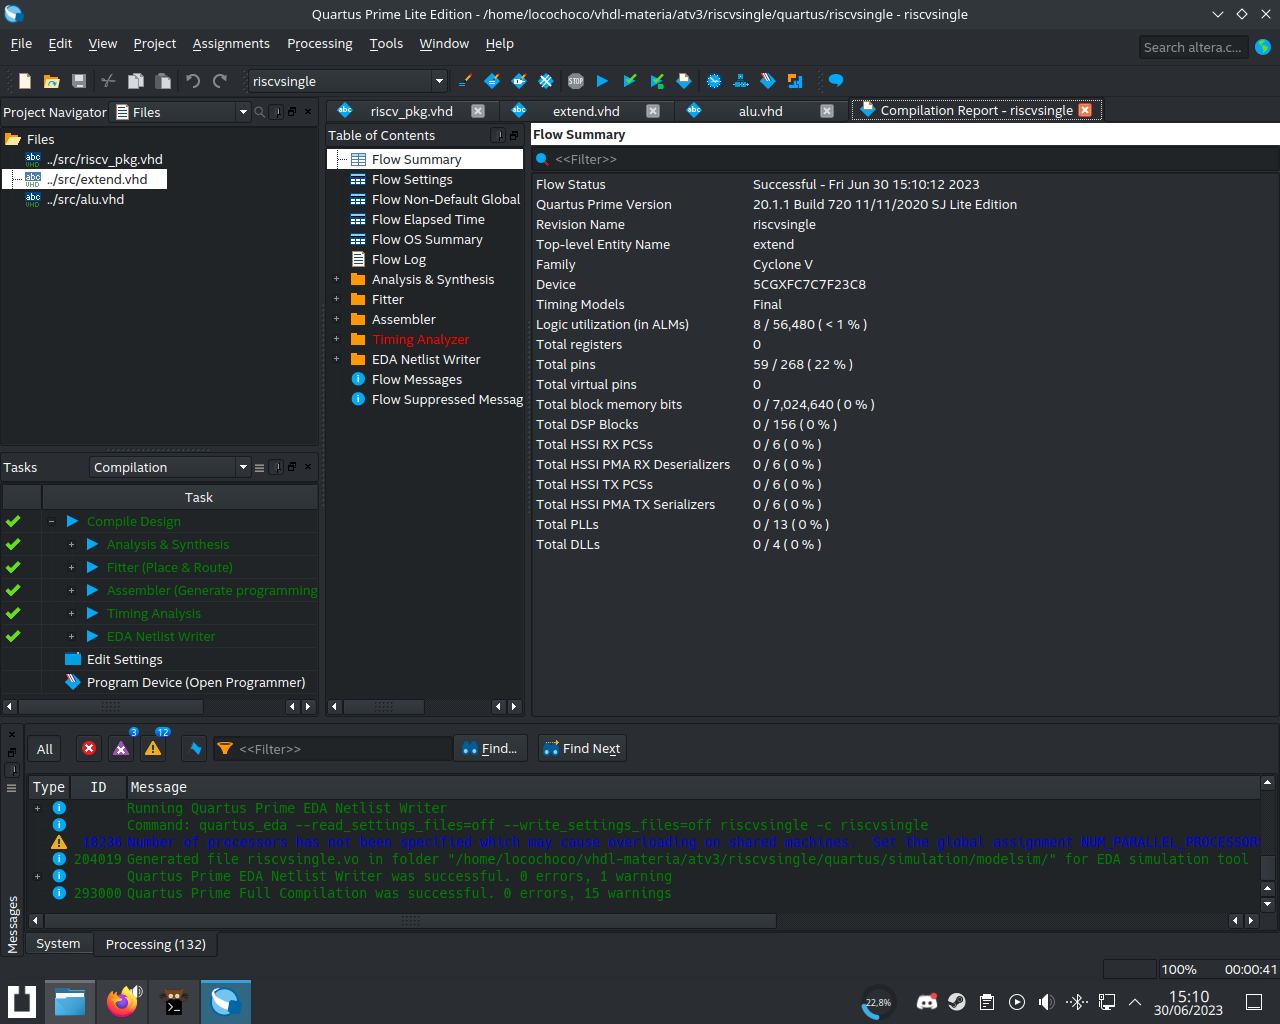 Quartus Prime Lite Edition - /home/locochoco/vhdl-materia/atv3/riscvsingle/quartus/riscvsingle - riscvsingle
File Edit View Project Assignments Processing Tools Window Help
Search altera.c...
riscvsingle
STOP
Project Navigator Files
Files
../src/riscv_pkg.vhd
../src/extend.vhd
../src/alu.vhd
Tasks Compilation
Task
Compile Design
Analysis & Synthesis
Fitter (Place & Route)
Assembler (Generate programming
Timing Analysis
EDA Netlist Writer
Edit Settings
Program Device (Open Programmer)
riscv_pkg.vhd extend.vhd alu.vhd Compilation Report - riscvsingle
Table of Contents
Flow Summary
Flow Settings
Flow Non-Default Global
Flow Elapsed Time
Flow OS Summary
Flow Log
Analysis & Synthesis
Fitter
Assembler
Timing Analyzer
EDA Netlist Writer
Flow Messages
Flow Suppressed Messag
Flow Summary
<<Filter>>
Flow Status Successful - Fri Jun 30 15:10:12 2023
Quartus Prime Version 20.1.1 Build 720 11/11/2020 SJ Lite Edition
Revision Name riscvsingle
Top-level Entity Name extend
Family Cyclone V
Device 5CGXFC7C7F23C8
Timing Models Final
Logic utilization (in ALMs) 8 / 56,480 ( < 1 % )
Total registers 0
Total pins 59 / 268 ( 22 % )
Total virtual pins 0
Total block memory bits 0 / 7,024,640 ( 0 % )
Total DSP Blocks 0 / 156 ( 0 % )
Total HSSI RX PCSs 0 / 6 ( 0 % )
Total HSSI PMA RX Deserializers 0 / 6 ( 0 % )
Total HSSI TX PCSs 0 / 6 ( 0 % )
Total HSSI PMA TX Serializers 0 / 6 ( 0 % )
Total PLLs 0 / 13 ( 0 % )
Total DLLs 0 / 4 ( 0 % )
All 3 12 <<Filter>> Find... Find Next
Type ID Message
Running Quartus Prime EDA Netlist Writer
Command: quartus_eda --read_settings_files=off --write_settings_files=off riscvsingle -c riscvsingle
18236 Number of processors has not been specified which may cause overloading on shared machines. Set the global assignment NUM_PARALLEL_PROCESSORS
204019 Generated file riscvsingle.vo in folder "/home/locochoco/vhdl-materia/atv3/riscvsingle/quartus/simulation/modelsim/" for EDA simulation tool
Quartus Prime EDA Netlist Writer was successful. 0 errors, 1 warning
293000 Quartus Prime Full Compilation was successful. 0 errors, 15 warnings
Messages
System Processing (132)
100% 00:00:41
22,8%
15:10
30/06/2023